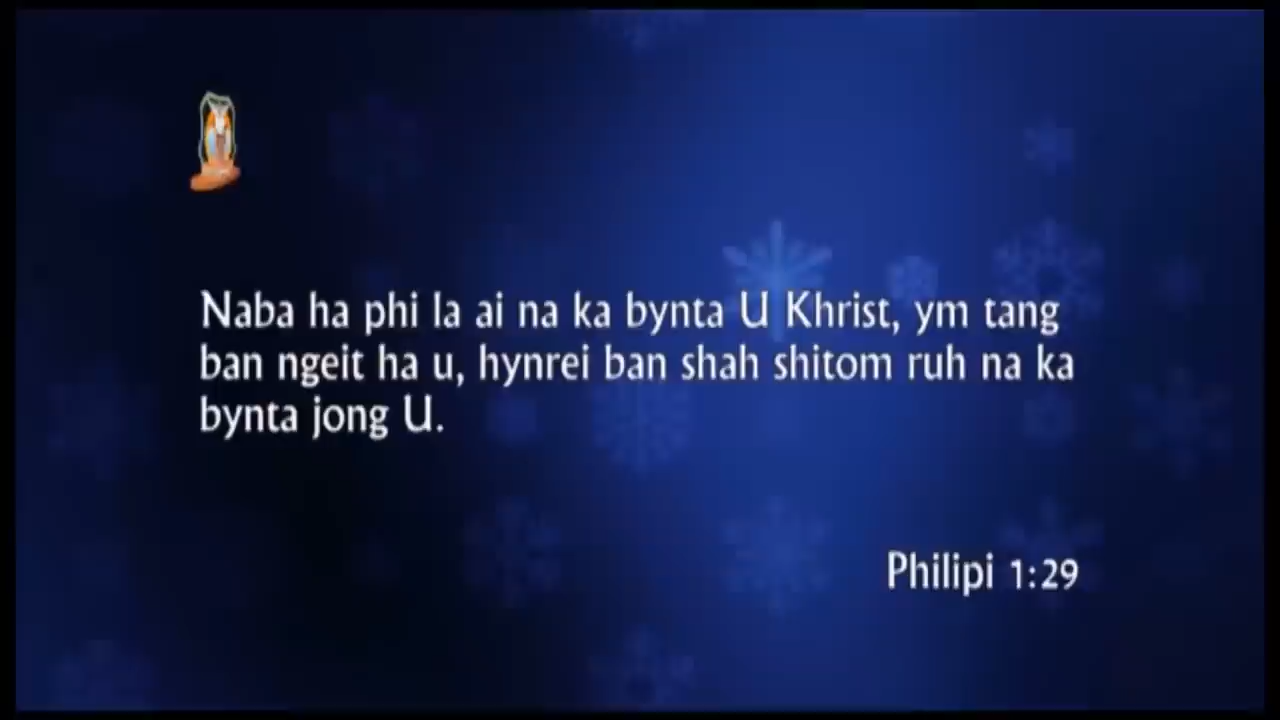 Naba ha phi la ai na ka bynta U Khrist, ym tang
ban ngeit ha u, hynrei ban shah shitom ruh na ka
bynta jong U.
Philipi 1:29